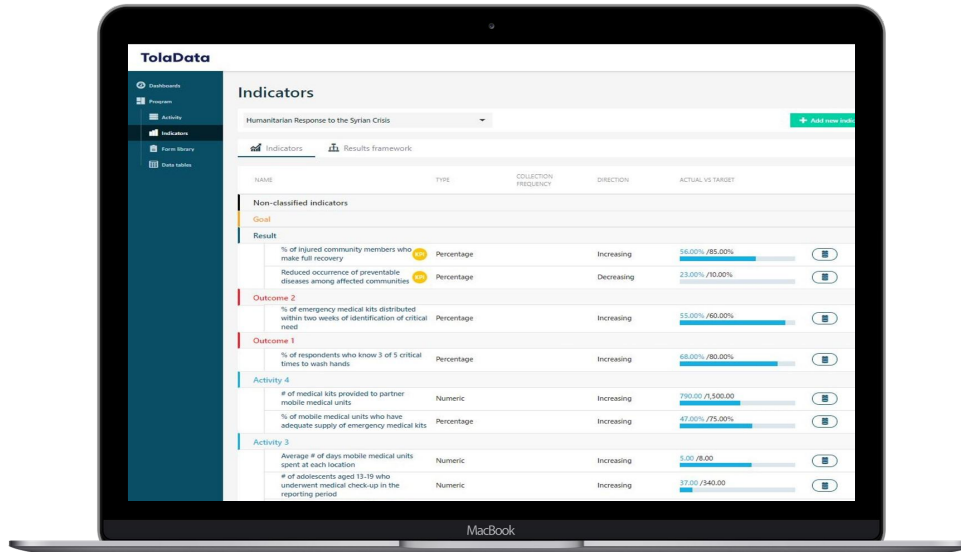 TolaData
Dashboards
Program
Activity
Indicators
Form library
Data tables
Indicators
Humanitarian Response to the Syrian Crisis
+ Add new indic
Indicators
Results framework
NAME
TYPE
COLLECTION
FREQUENCY
DIRECTION
ACTUAL VS TARGET
Non-classified indicators
Goal
Result
% of injured community members who
make full recovery
KPI
Percentage
Increasing
56.00% /85.00%
Reduced occurrence of preventable
diseases among affected communities
KPI
Percentage
Decreasing
23.00% /10.00%
Outcome 2
% of emergency medical kits distributed
within two weeks of identification of critical
need
Percentage
Increasing
55.00% /60.00%
Outcome 1
% of respondents who know 3 of 5 critical
times to wash hands
Percentage
Increasing
68.00% /80.00%
Activity 4
# of medical kits provided to partner
mobile medical units
Numeric
Increasing
790.00 /1,500.00
% of mobile medical units who have
adequate supply of emergency medical kits
Percentage
Increasing
47.00% /75.00%
Activity 3
Average # of days mobile medical units
spent at each location
Numeric
Increasing
5.00 /8.00
# of adolescents aged 13-19 who
underwent medical check-up in the
reporting period
Numeric
Increasing
37.00 /340.00
MacBook